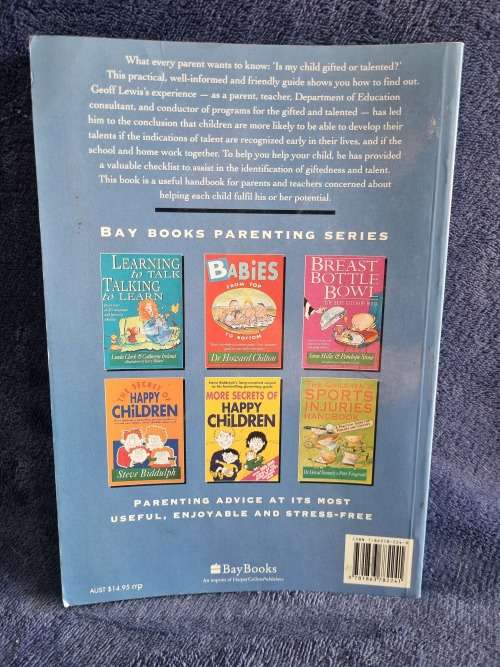 What every parent wants to know: 'Is my child gifted or talented?'
This practical, well-informed and friendly guide shows you how to find out.
Geoff Lewis's experience — as a parent, teacher, Department of Education
consultant, and conductor of programs for the gifted and talented — has led
him to the conclusion that children are more likely to be able to develop their
talents if the indications of talent are recognized early in their lives, and if the
school and home work together. To help you help your child, he has provided
a valuable checklist to assist in the identification of giftedness and talent.
This book is a useful handbook for parents and teachers concerned about
helping each child fulfil his or her potential.
BAY BOOKS PARENTING SERIES
LEARNING
to TALK
TALKING
to LEARN
BABiES
FROM TOP
TO BOTTOM
Dr Howard Chilton
BREAST
BOTTLE
BOWL
THE SECRET OF
HAPPY
CHiLDREN
Steve Biddulph
MORE SECRETS OF
HAPPY
CHiLDREN
THE CHILDREN'S
SPORTS
INJURIES
HANDBOOK
PARENTING ADVICE AT ITS MOST
USEFUL, ENJOYABLE AND STRESS-FREE
BayBooks
An imprint of HarperCollinsPublishers
AUST $14.95 rrp
9 781863 782241